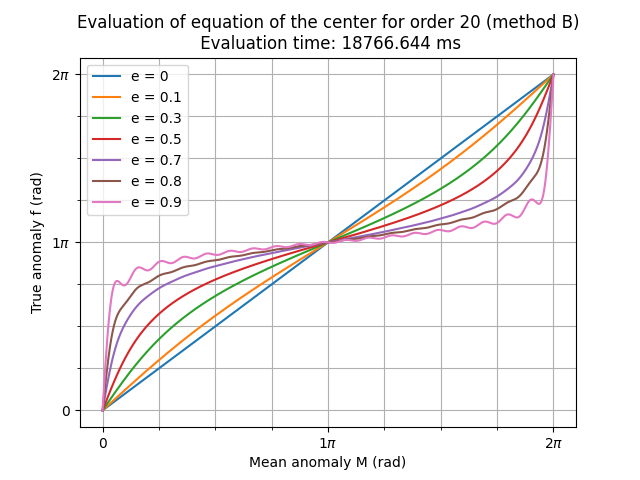 Evaluation of equation of the center for order 20 (method B)
Evaluation time: 18766.644 ms
e = 0
e = 0.1
e = 0.3
e = 0.5
e = 0.7
e = 0.8
e = 0.9
True anomaly f (rad)
2π
1π
0
0
1π
2π
Mean anomaly M (rad)